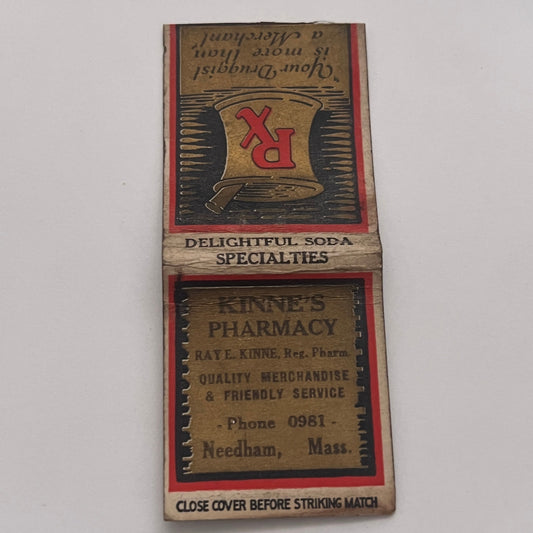 "Your Druggist
is more than
a Merchant"
Rx
DELIGHTFUL SODA
SPECIALTIES
KINNE'S
PHARMACY
RAY E. KINNE, Reg. Pharm.
QUALITY MERCHANDISE
& FRIENDLY SERVICE
- Phone 0981 -
Needham, Mass.
CLOSE COVER BEFORE STRIKING MATCH